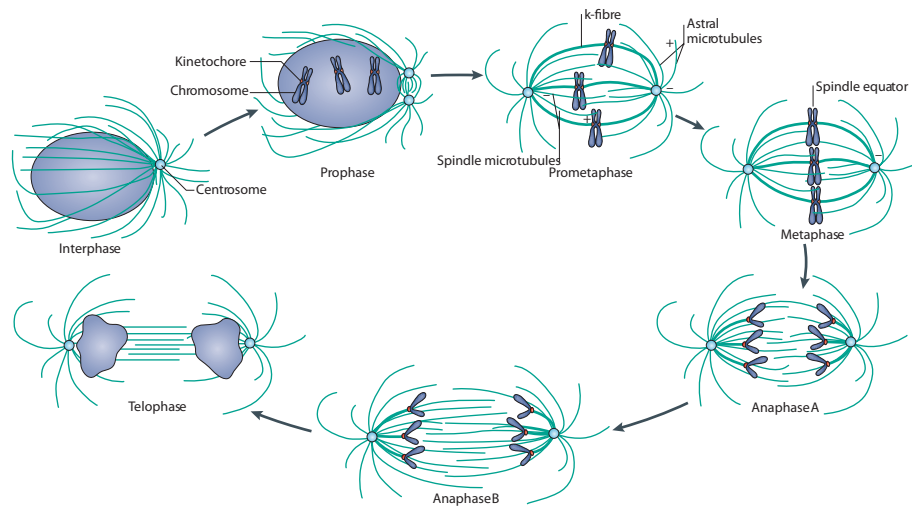 k-fibre
Astral
microtubules
+
Kinetochore
Chromosome
Spindle equator
−
−
+
Spindle microtubules
Prophase
Prometaphase
−
Centrosome
Interphase
Metaphase
Telophase
Anaphase A
Anaphase B